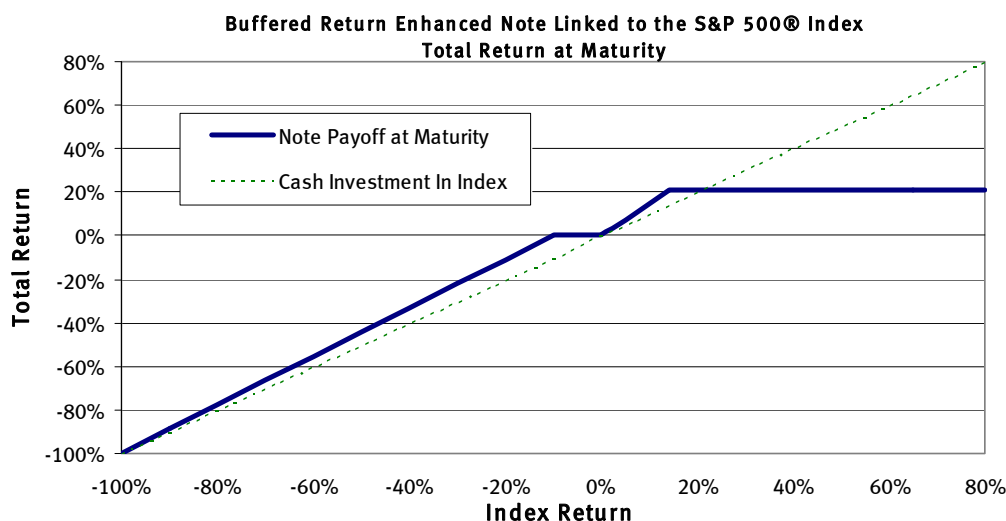 Buffered Return Enhanced Note Linked to the S&P 500® Index
Total Return at Maturity
80%
60%
40%
20%
0%
-20%
-40%
-60%
-80%
-100%
Total Return
Note Payoff at Maturity
Cash Investment In Index
-100% -80% -60% -40% -20% 0% 20% 40% 60% 80%
Index Return